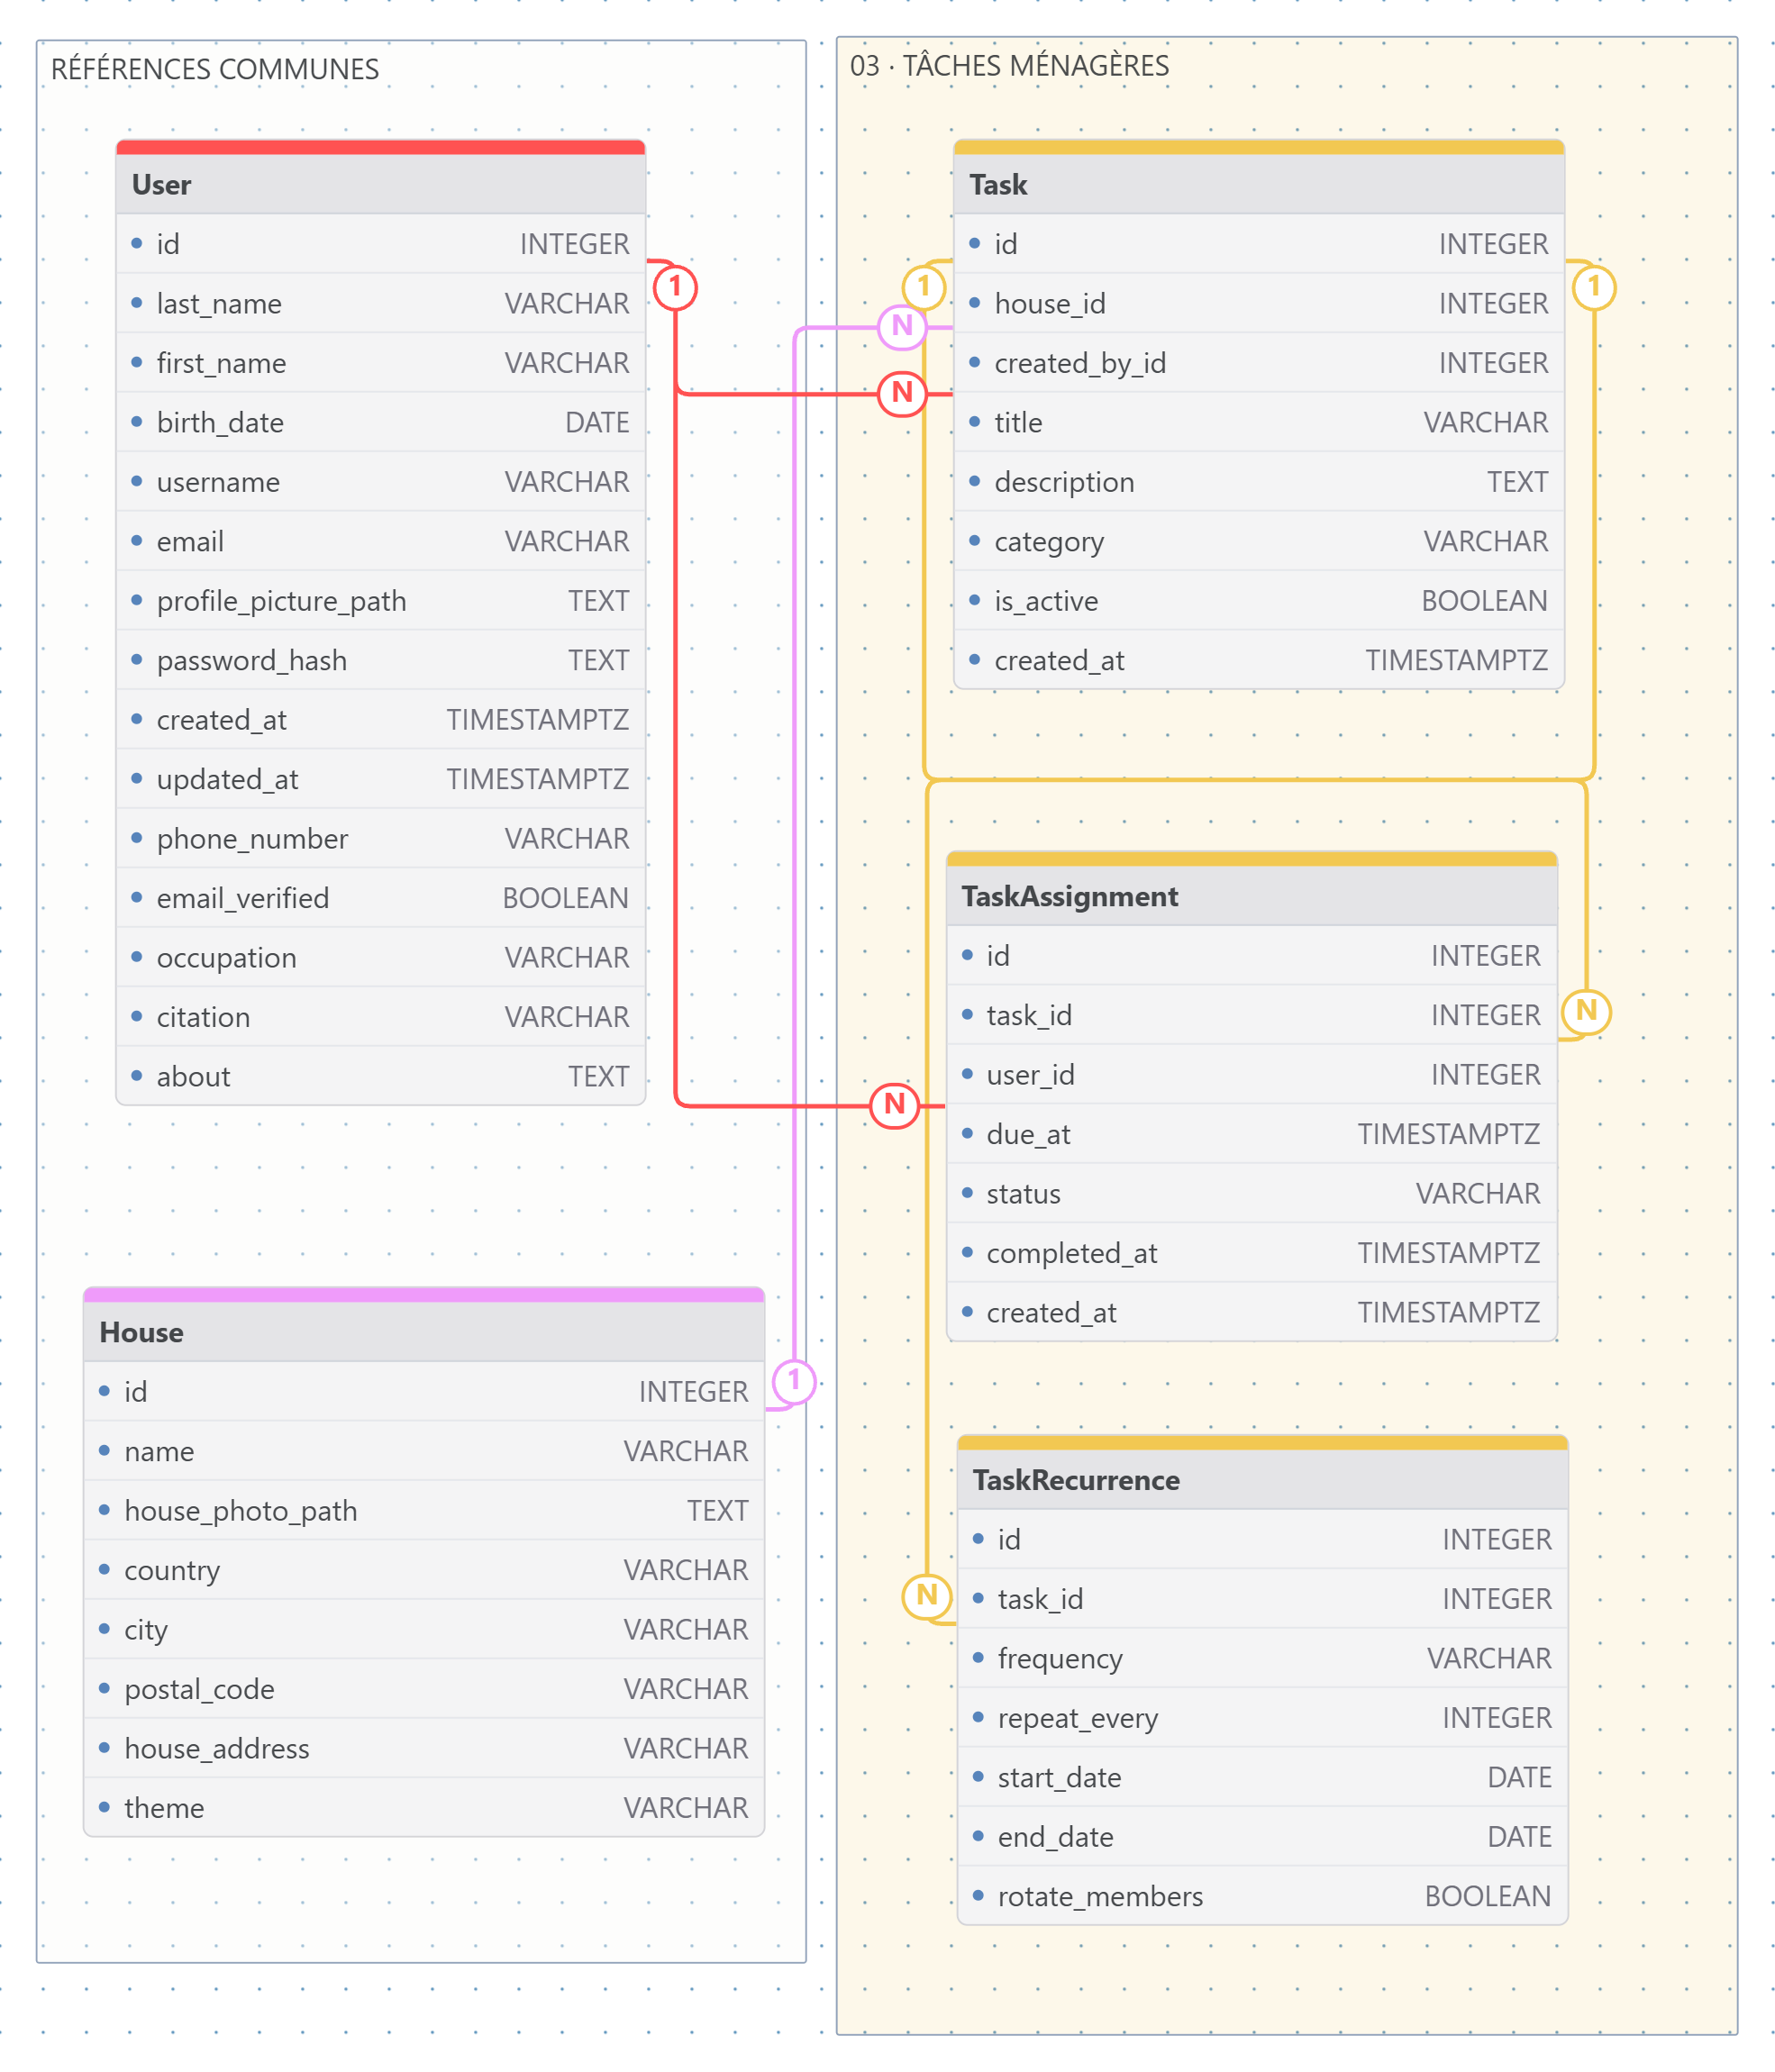 RÉFÉRENCES COMMUNES
User
id INTEGER
last_name VARCHAR
first_name VARCHAR
birth_date DATE
username VARCHAR
email VARCHAR
profile_picture_path TEXT
password_hash TEXT
created_at TIMESTAMPTZ
updated_at TIMESTAMPTZ
phone_number VARCHAR
email_verified BOOLEAN
occupation VARCHAR
citation VARCHAR
about TEXT
1
House
id INTEGER
name VARCHAR
house_photo_path TEXT
country VARCHAR
city VARCHAR
postal_code VARCHAR
house_address VARCHAR
theme VARCHAR
1
03 · TÂCHES MÉNAGÈRES
Task
id INTEGER
house_id INTEGER
created_by_id INTEGER
title VARCHAR
description TEXT
category VARCHAR
is_active BOOLEAN
created_at TIMESTAMPTZ
1
1
N
N
TaskAssignment
id INTEGER
task_id INTEGER
user_id INTEGER
due_at TIMESTAMPTZ
status VARCHAR
completed_at TIMESTAMPTZ
created_at TIMESTAMPTZ
N
N
TaskRecurrence
id INTEGER
task_id INTEGER
frequency VARCHAR
repeat_every INTEGER
start_date DATE
end_date DATE
rotate_members BOOLEAN
N